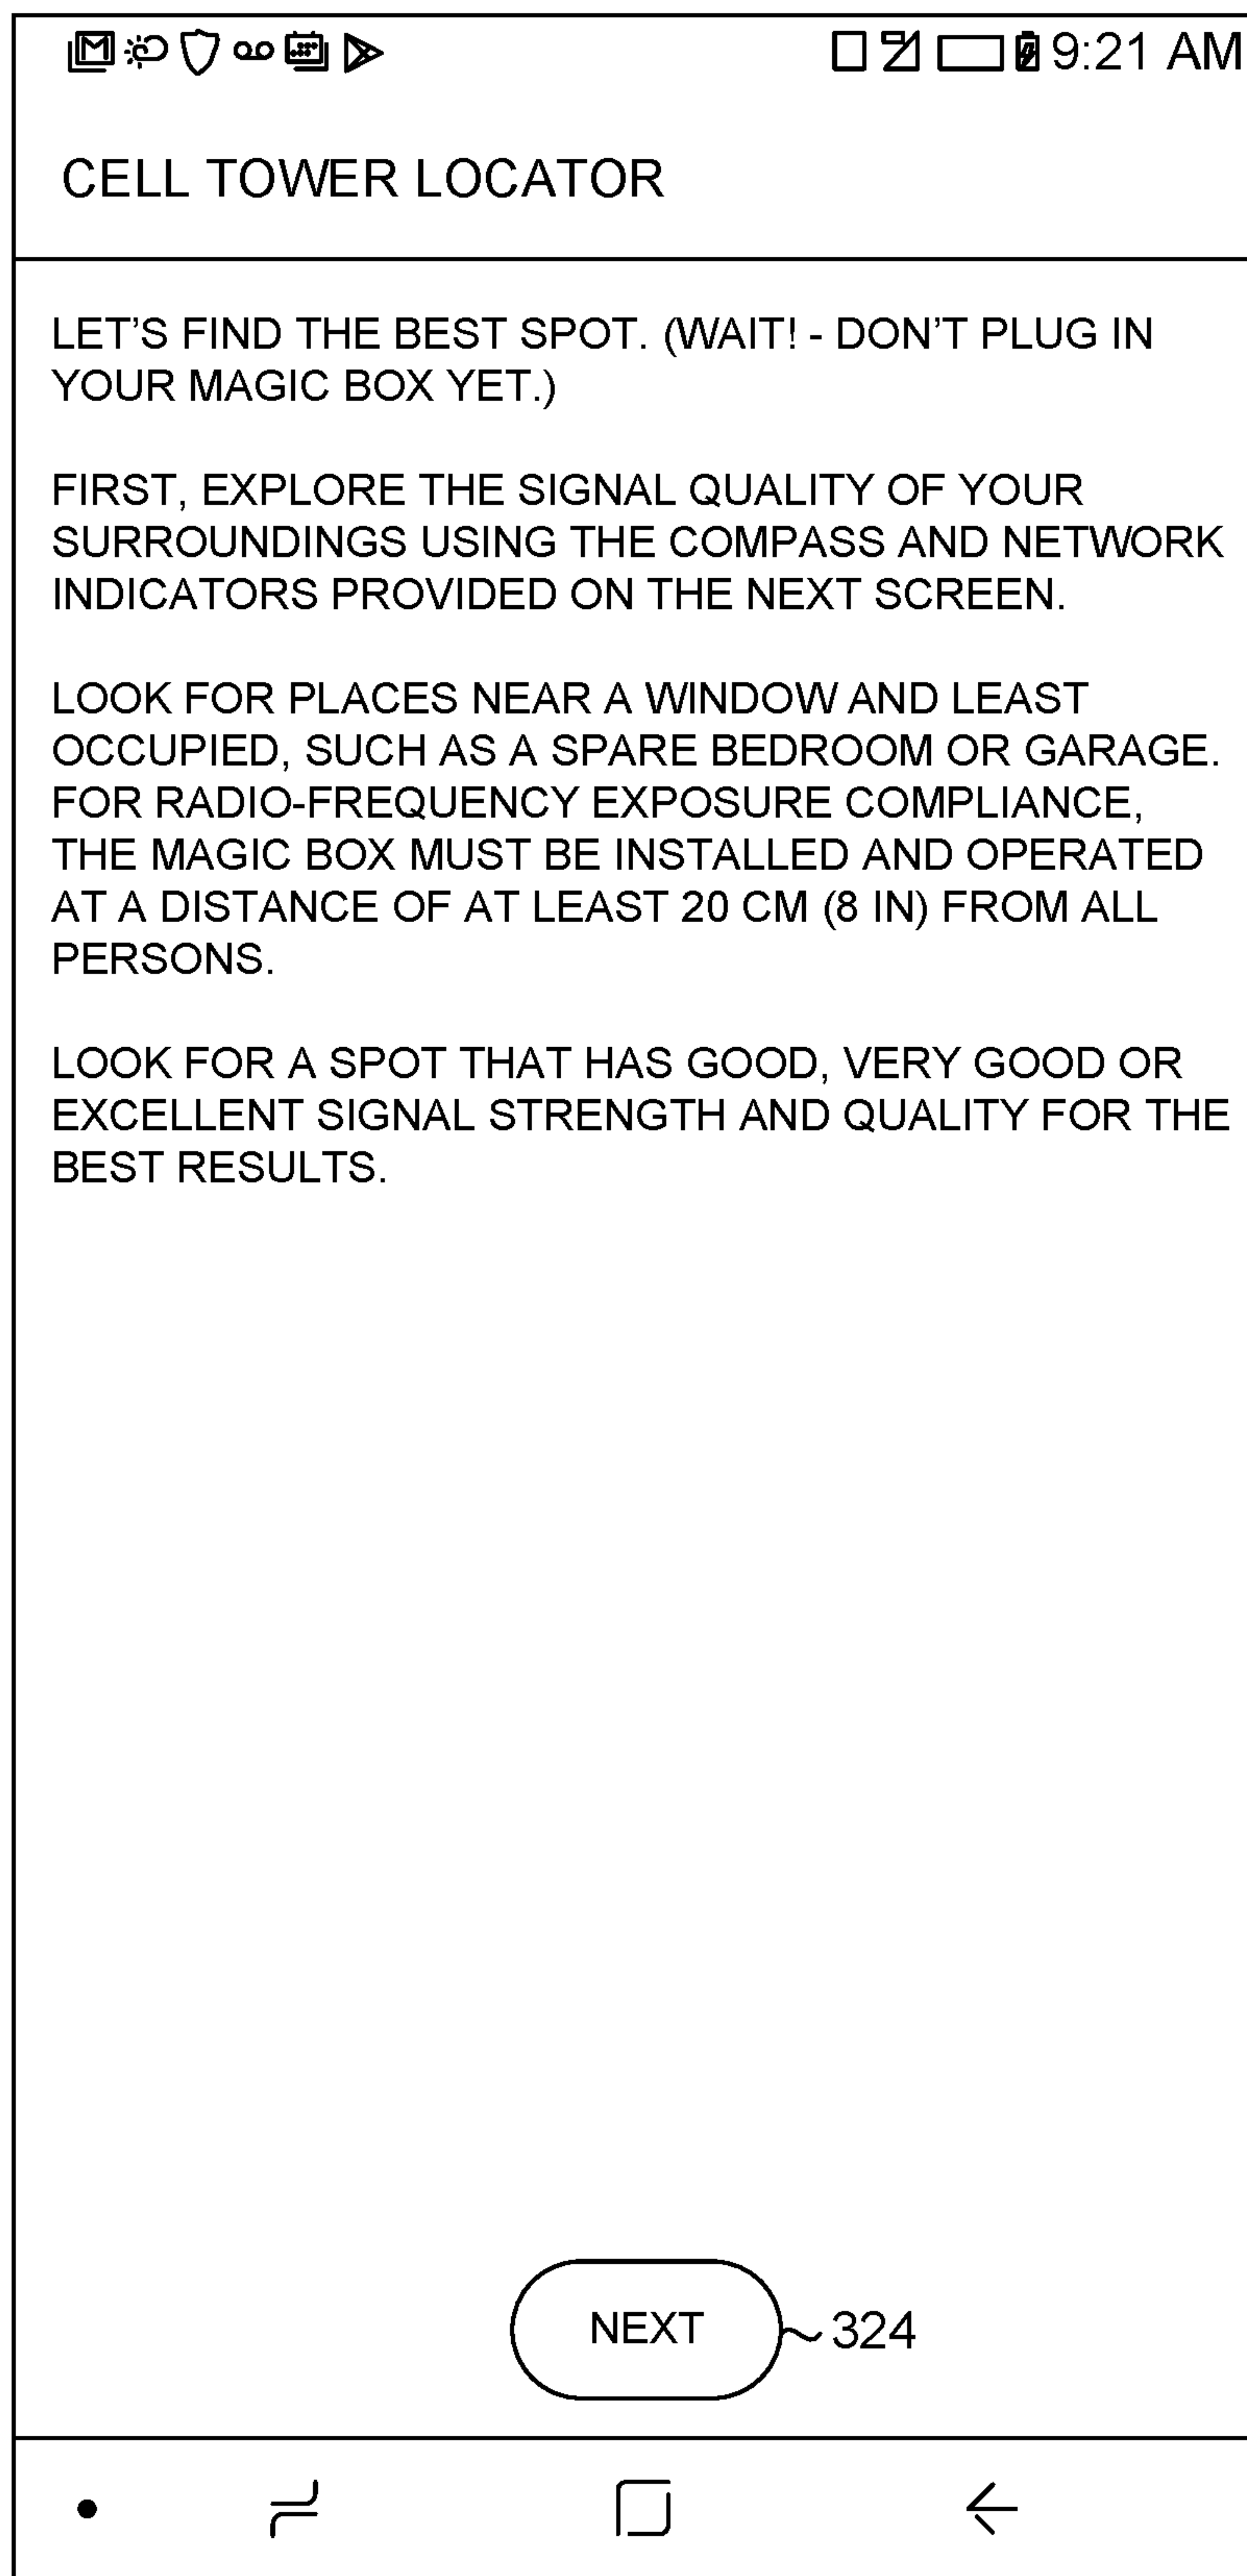 9:21 AM
CELL TOWER LOCATOR
LET'S FIND THE BEST SPOT. (WAIT! - DON'T PLUG IN
YOUR MAGIC BOX YET.)
FIRST, EXPLORE THE SIGNAL QUALITY OF YOUR
SURROUNDINGS USING THE COMPASS AND NETWORK
INDICATORS PROVIDED ON THE NEXT SCREEN.
LOOK FOR PLACES NEAR A WINDOW AND LEAST
OCCUPIED, SUCH AS A SPARE BEDROOM OR GARAGE.
FOR RADIO-FREQUENCY EXPOSURE COMPLIANCE,
THE MAGIC BOX MUST BE INSTALLED AND OPERATED
AT A DISTANCE OF AT LEAST 20 CM (8 IN) FROM ALL
PERSONS.
LOOK FOR A SPOT THAT HAS GOOD, VERY GOOD OR
EXCELLENT SIGNAL STRENGTH AND QUALITY FOR THE
BEST RESULTS.
NEXT 324